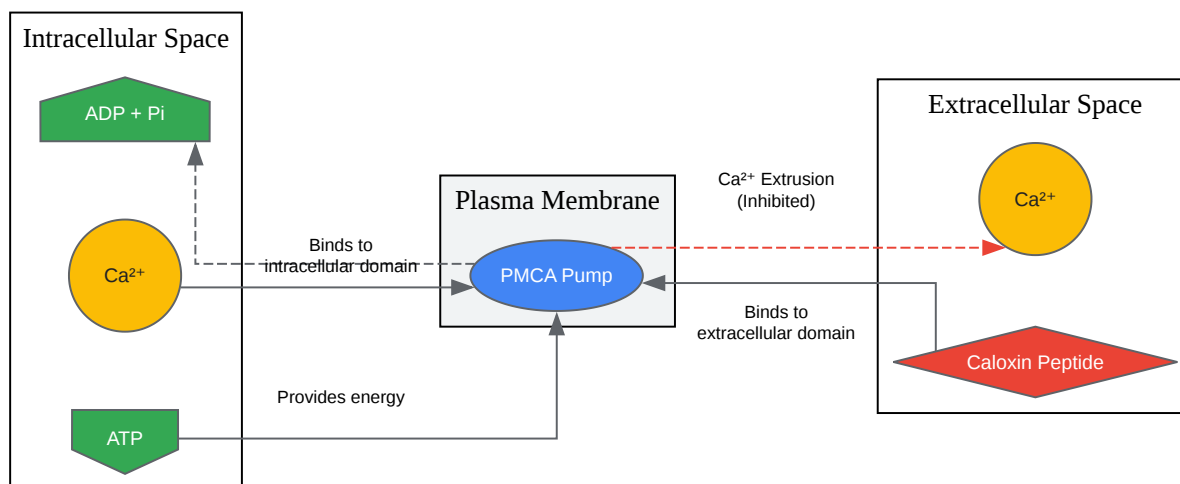 Intracellular Space
ADP + Pi
Ca²⁺
ATP
Binds to
intracellular domain
Provides energy
Plasma Membrane
PMCA Pump
Ca²⁺ Extrusion
(Inhibited)
Binds to
extracellular domain
Extracellular Space
Ca²⁺
Caloxin Peptide